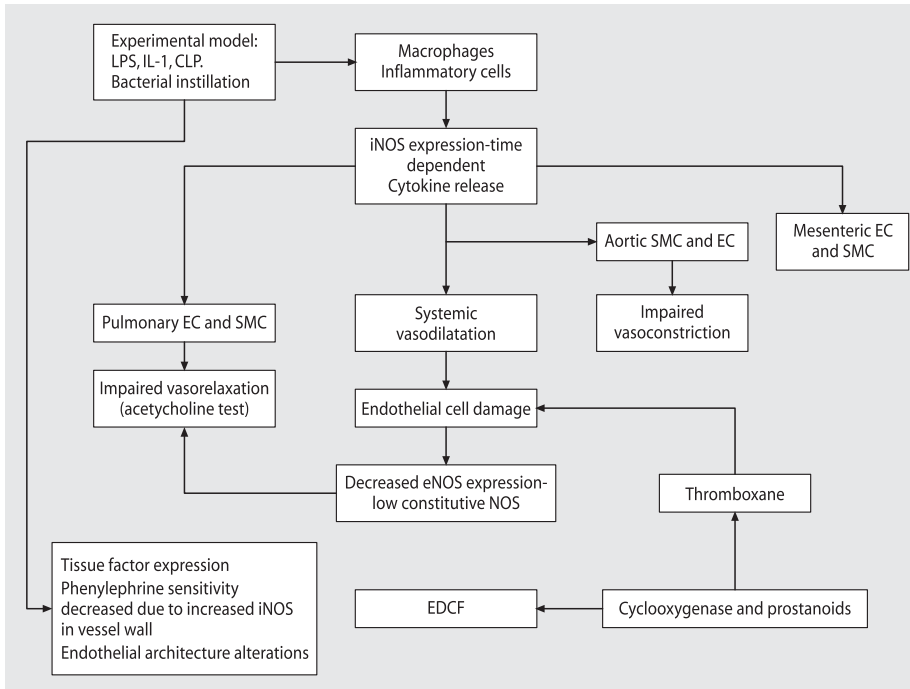 Experimental model:
LPS, IL-1, CLP.
Bacterial instillation
Macrophages
Inflammatory cells
iNOS expression-time
dependent
Cytokine release
Aortic SMC and EC
Mesenteric EC
and SMC
Pulmonary EC and SMC
Systemic
vasodilatation
Impaired
vasoconstriction
Impaired vasorelaxation
(acetycholine test)
Endothelial cell damage
Decreased eNOS expression-
low constitutive NOS
Thromboxane
Tissue factor expression
Phenylephrine sensitivity
decreased due to increased iNOS
in vessel wall
Endothelial architecture alterations
EDCF
Cyclooxygenase and prostanoids